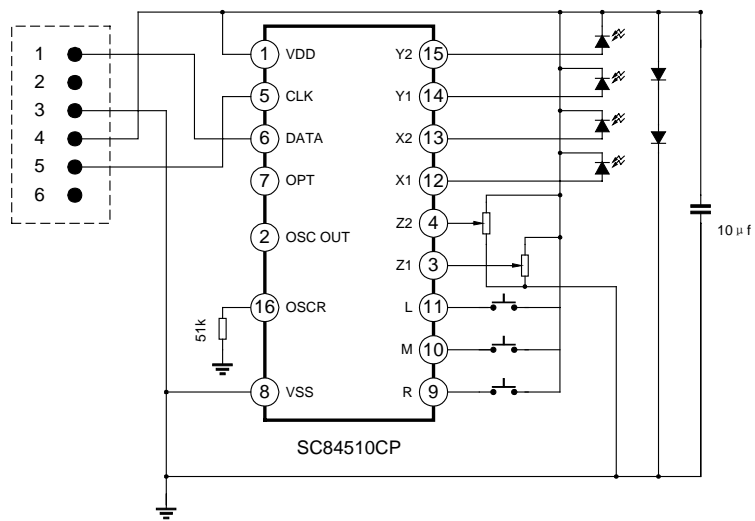 1
2
3
4
5
6
1 VDD
5 CLK
6 DATA
7 OPT
2 OSC OUT
16 OSCR
8 VSS
51k
Y2 15
Y1 14
X2 13
X1 12
Z2 4
Z1 3
L 11
M 10
R 9
10 μf
SC84510CP